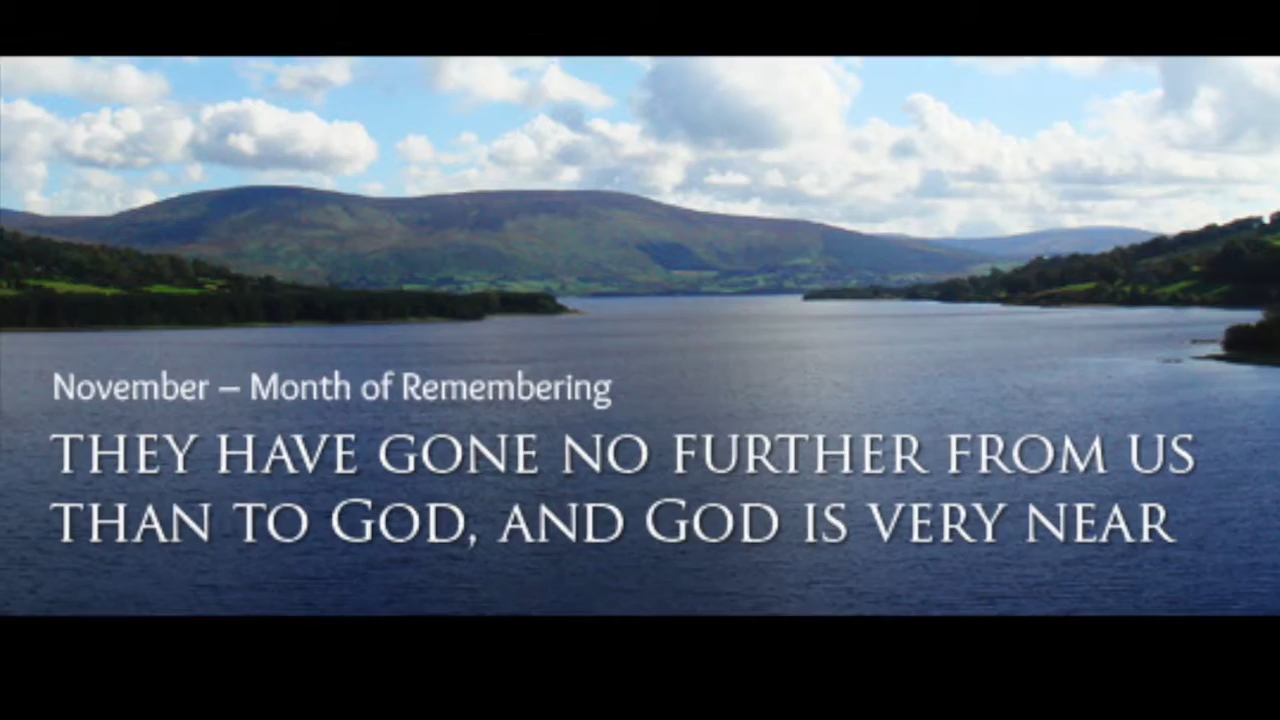 November – Month of Remembering
THEY HAVE GONE NO FURTHER FROM US
THAN TO GOD, AND GOD IS VERY NEAR